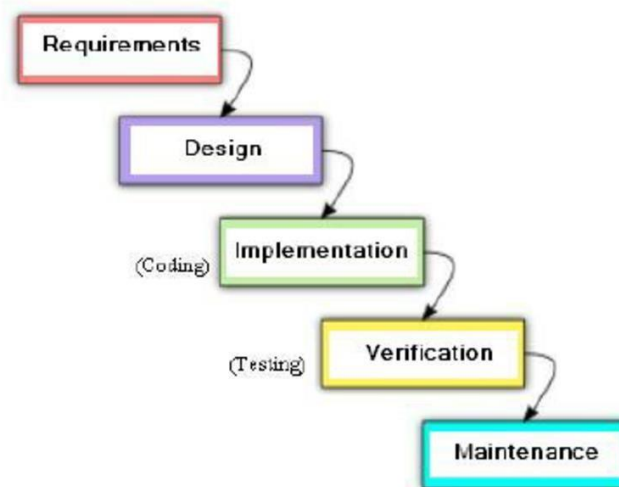 Requirements
Design
Implementation
(Coding)
Verification
(Testing)
Maintenance